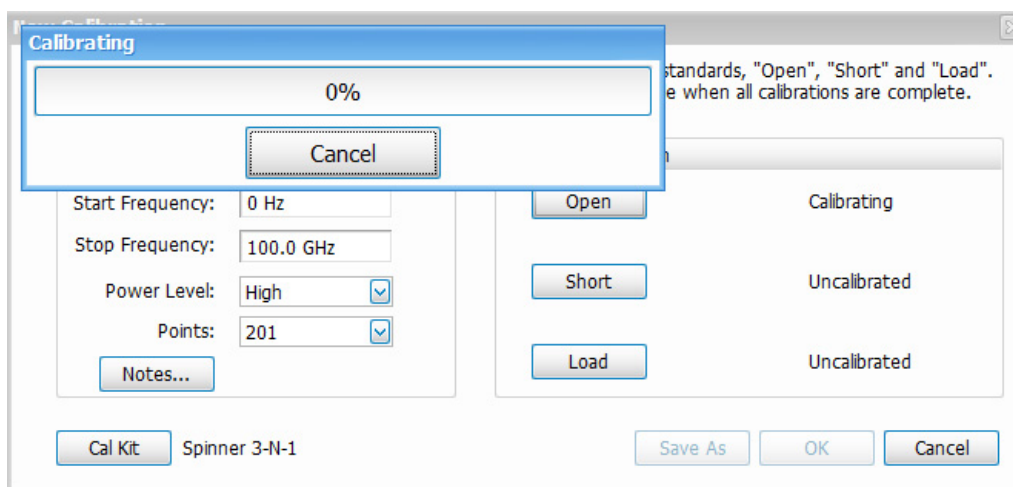 New Calibration
Calibrating
0%
Cancel
standards, "Open", "Short" and "Load".
e when all calibrations are complete.
Start Frequency: 0 Hz
Stop Frequency: 100.0 GHz
Power Level: High
Points: 201
Notes...
Open Calibrating
Short Uncalibrated
Load Uncalibrated
Cal Kit Spinner 3-N-1
Save As OK Cancel